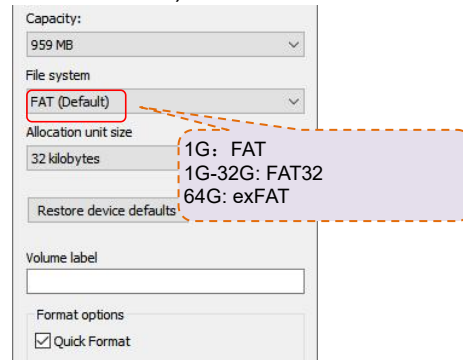 Capacity:
959 MB
File system
FAT (Default)
Allocation unit size
32 kilobytes
1G：FAT
1G-32G: FAT32
64G: exFAT
Restore device defaults
Volume label
Format options
Quick Format